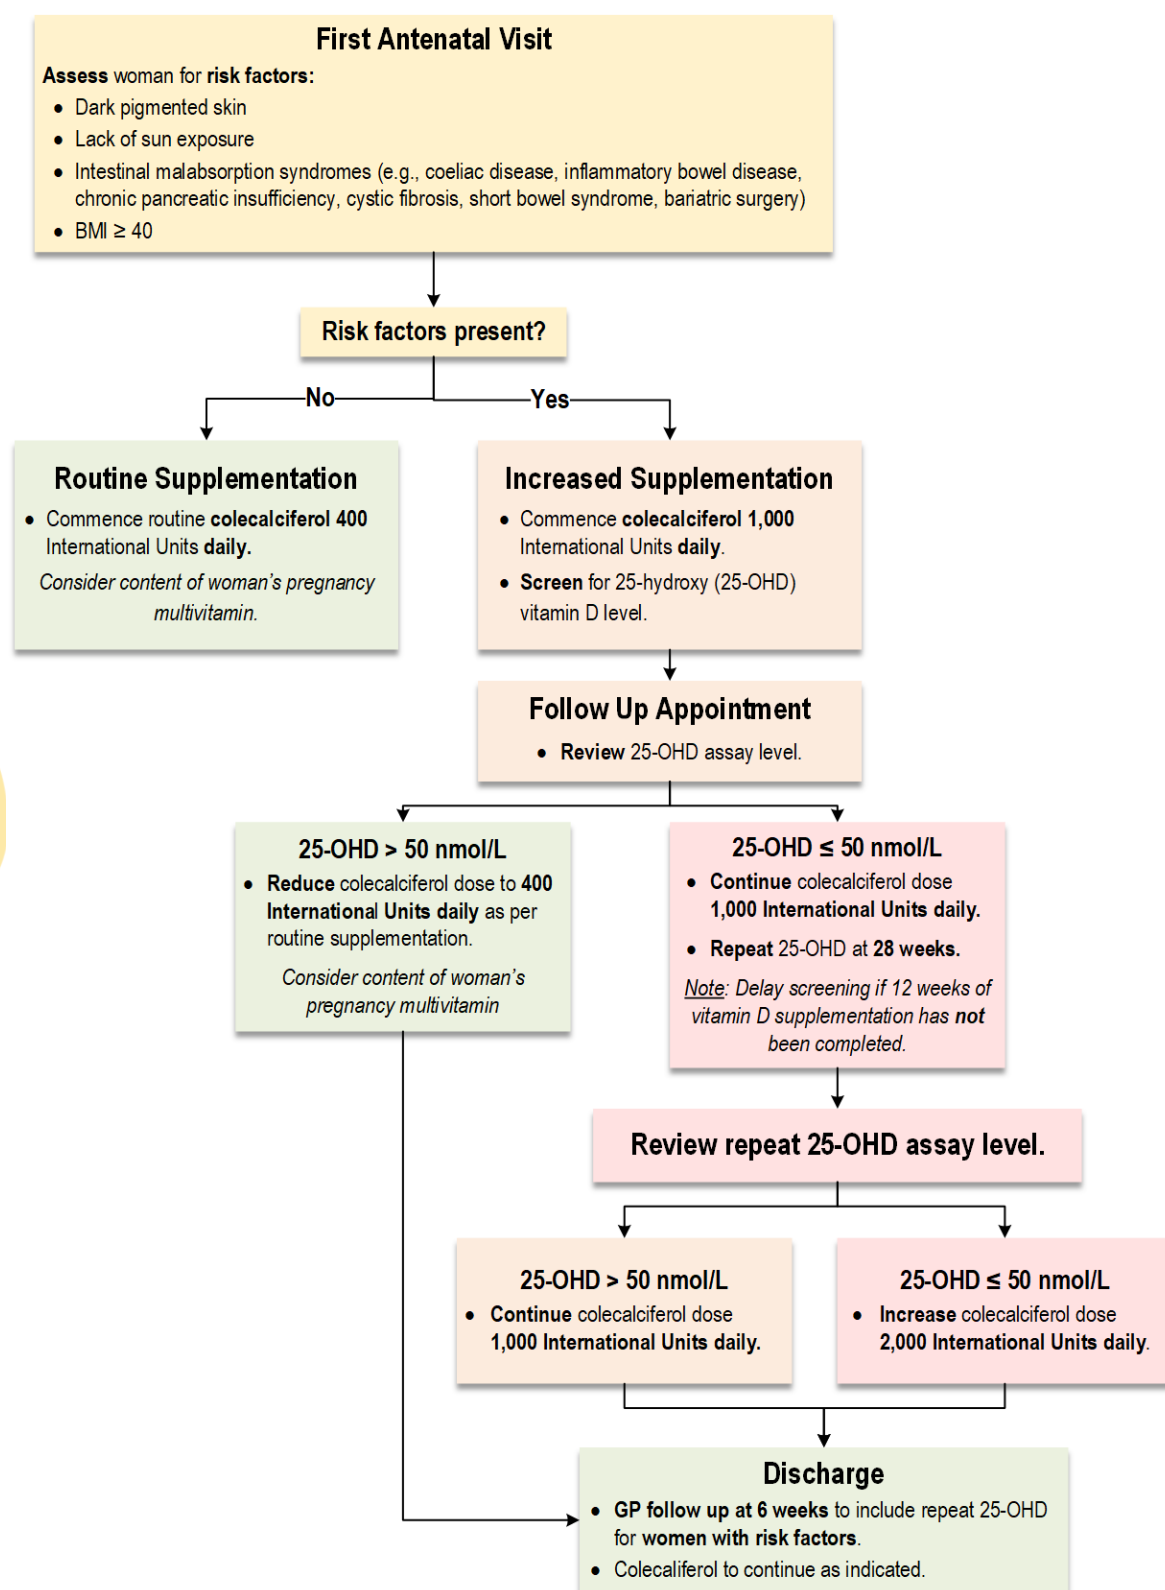 First Antenatal Visit
Assess woman for risk factors:
• Dark pigmented skin
• Lack of sun exposure
• Intestinal malabsorption syndromes (e.g., coeliac disease, inflammatory bowel disease,
chronic pancreatic insufficiency, cystic fibrosis, short bowel syndrome, bariatric surgery)
• BMI ≥ 40
Risk factors present?
No
Yes
Routine Supplementation
• Commence routine colecalciferol 400
International Units daily.
Consider content of woman's pregnancy
multivitamin.
Increased Supplementation
• Commence colecalciferol 1,000
International Units daily.
• Screen for 25-hydroxy (25-OHD)
vitamin D level.
Follow Up Appointment
• Review 25-OHD assay level.
25-OHD > 50 nmol/L
• Reduce colecalciferol dose to 400
International Units daily as per
routine supplementation.
Consider content of woman's
pregnancy multivitamin
25-OHD ≤ 50 nmol/L
• Continue colecalciferol dose
1,000 International Units daily.
• Repeat 25-OHD at 28 weeks.
Note: Delay screening if 12 weeks of
vitamin D supplementation has not
been completed.
Review repeat 25-OHD assay level.
25-OHD > 50 nmol/L
• Continue colecalciferol dose
1,000 International Units daily.
25-OHD ≤ 50 nmol/L
• Increase colecalciferol dose
2,000 International Units daily.
Discharge
• GP follow up at 6 weeks to include repeat 25-OHD
for women with risk factors.
• Colecaliferol to continue as indicated.